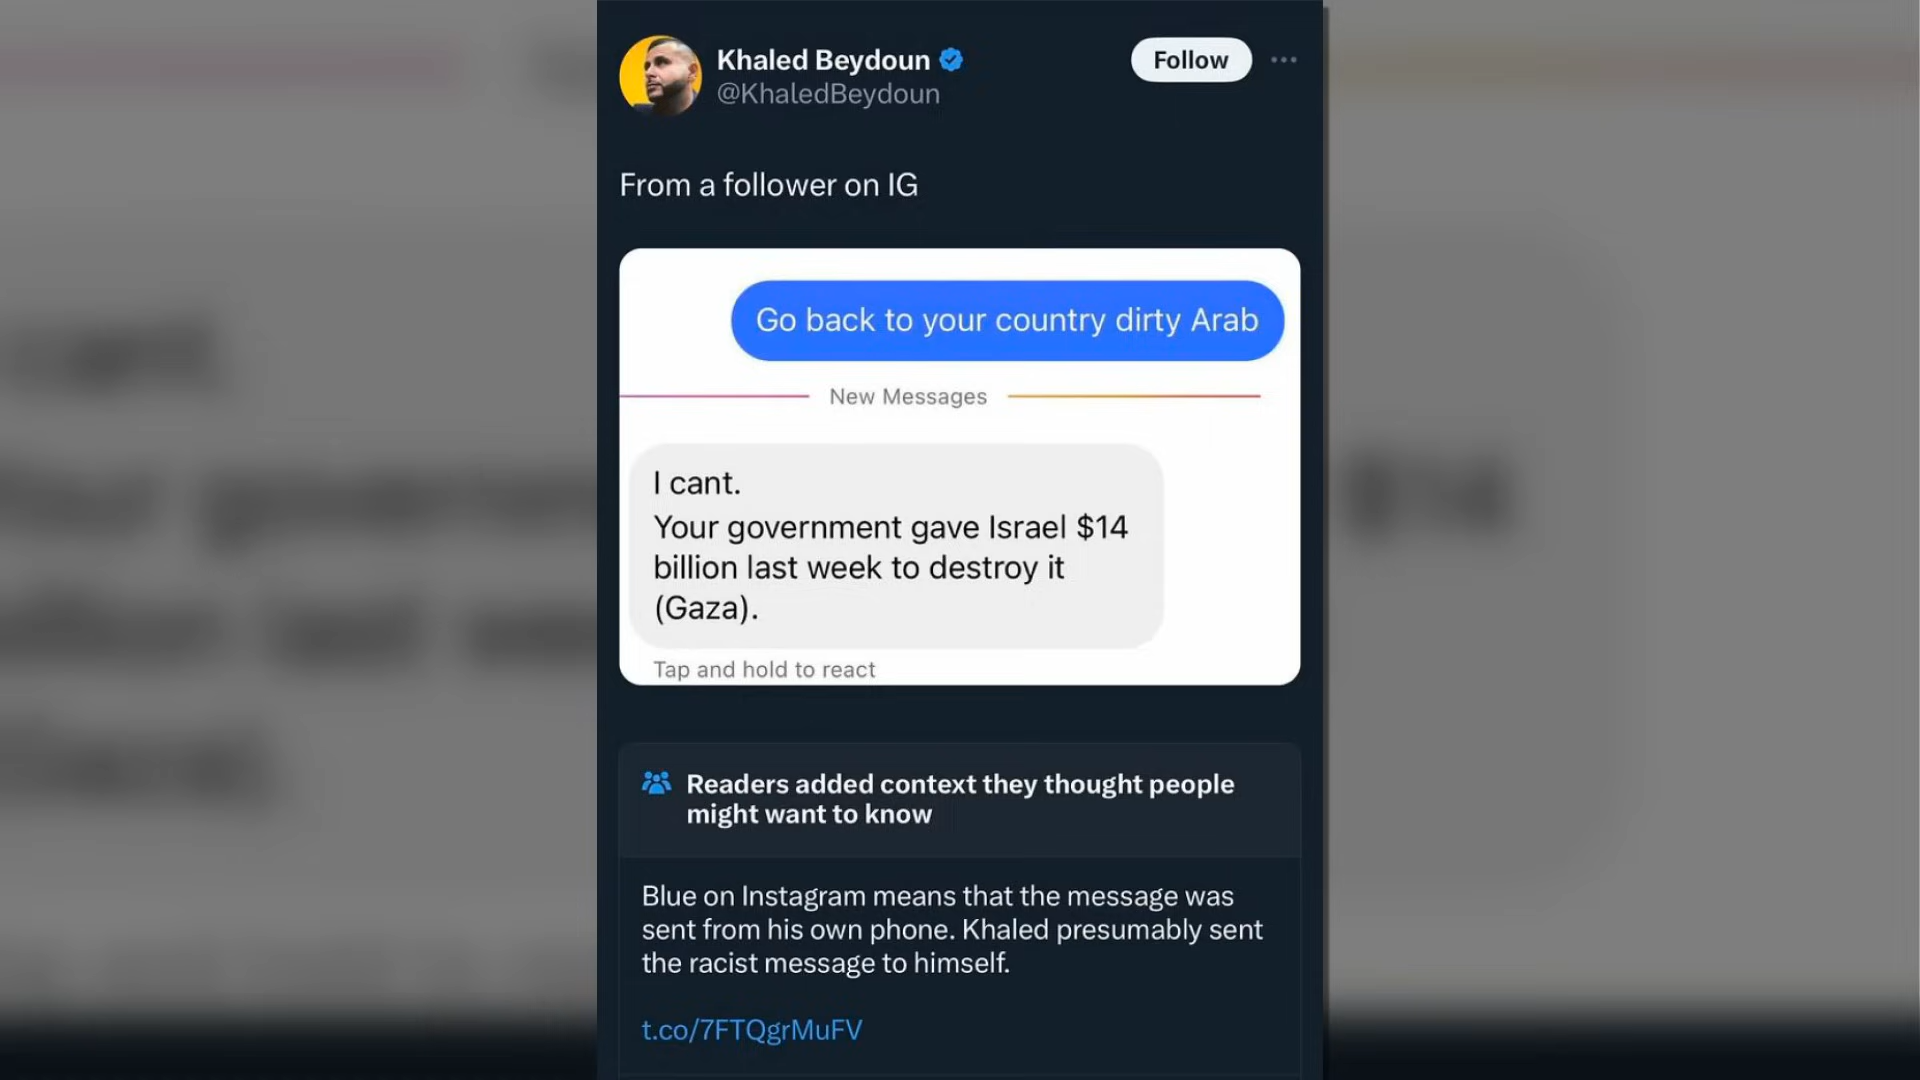 Khaled Beydoun
@KhaledBeydoun
Follow
From a follower on IG
Go back to your country dirty Arab
New Messages
I cant.
Your government gave Israel $14
billion last week to destroy it
(Gaza).
Tap and hold to react
Readers added context they thought people
might want to know
Blue on Instagram means that the message was
sent from his own phone. Khaled presumably sent
the racist message to himself.
t.co/7FTQgrMuFV